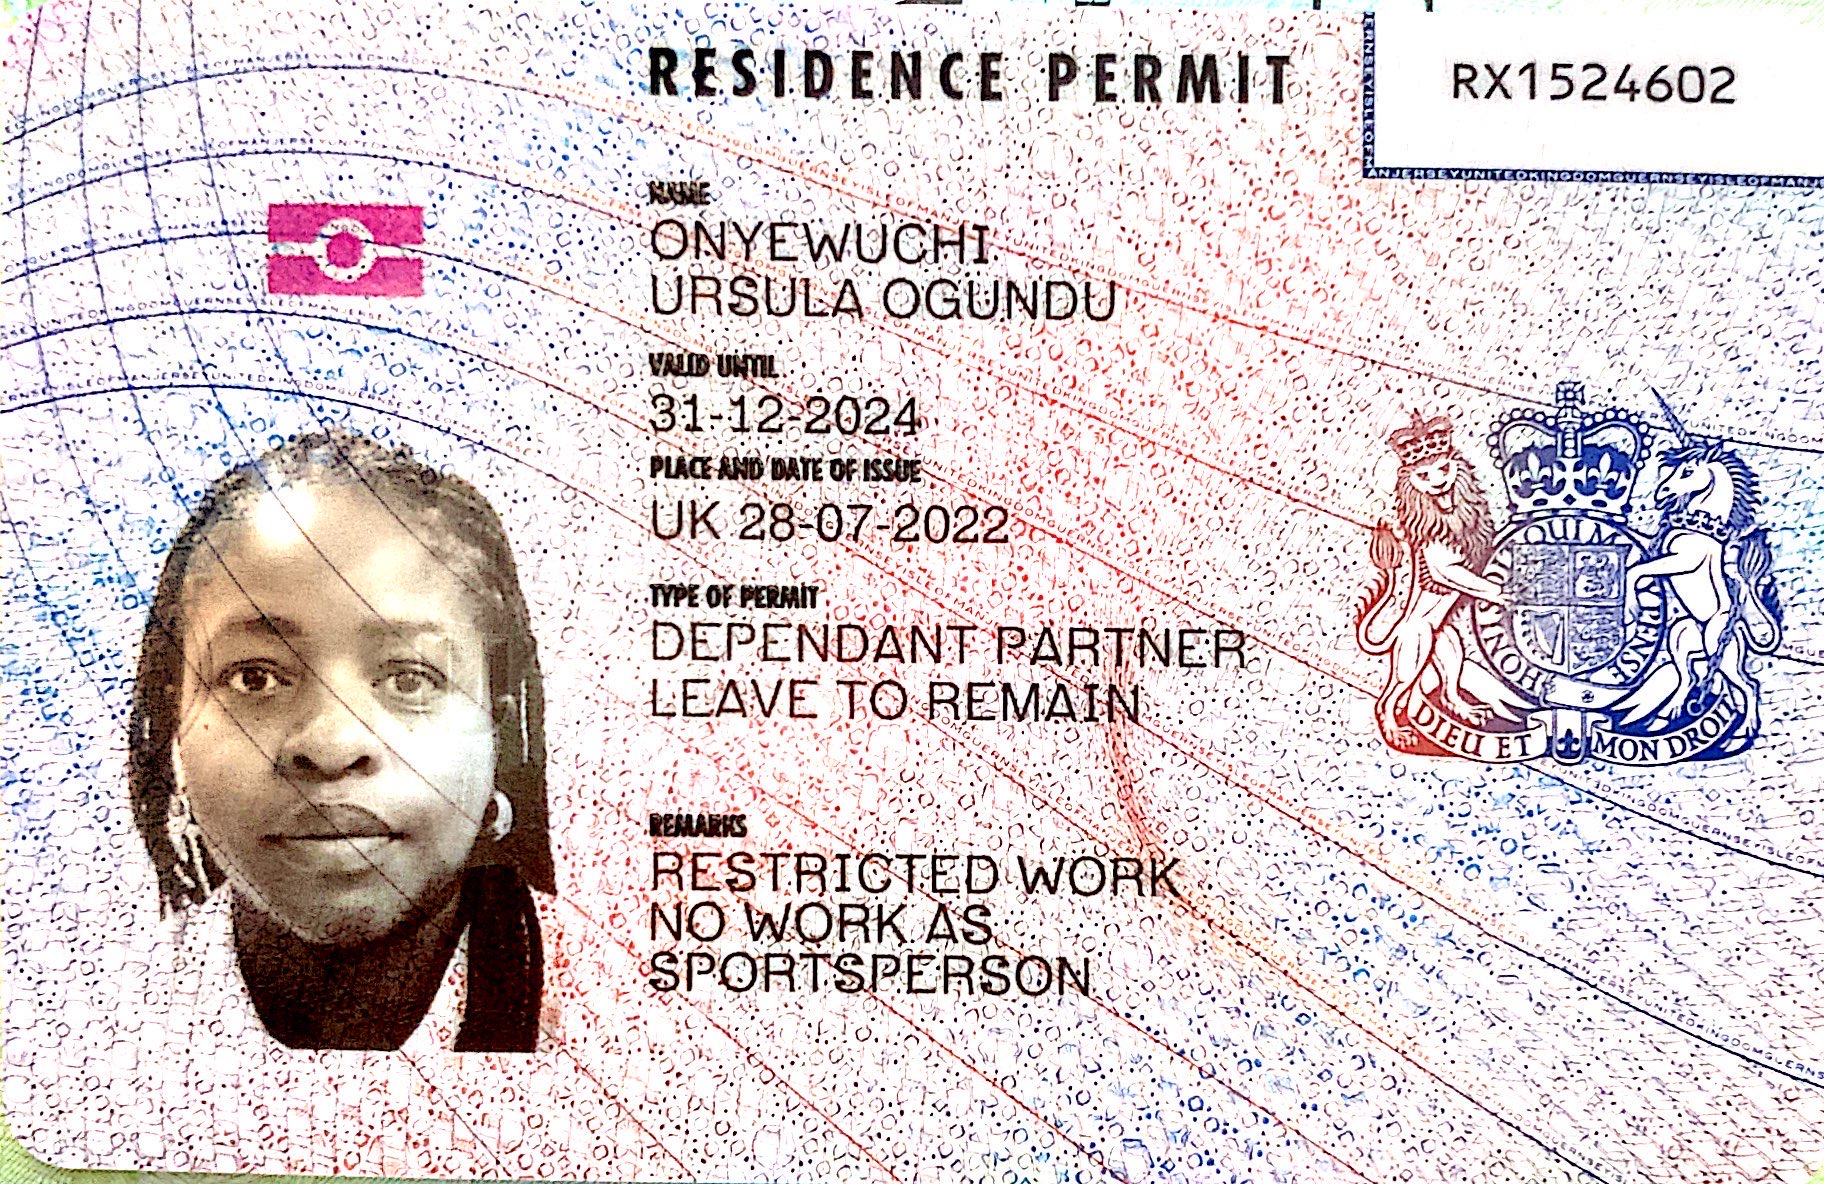 RESIDENCE PERMIT
RX1524602
NAME
ONYEWUCHI
URSULA OGUNDU
VALID UNTIL
31-12-2024
PLACE AND DATE OF ISSUE
UK 28-07-2022
TYPE OF PERMIT
DEPENDANT PARTNER
LEAVE TO REMAIN
REMARKS
RESTRICTED WORK
NO WORK AS
SPORTSPERSON
DIEU ET MON DROIT